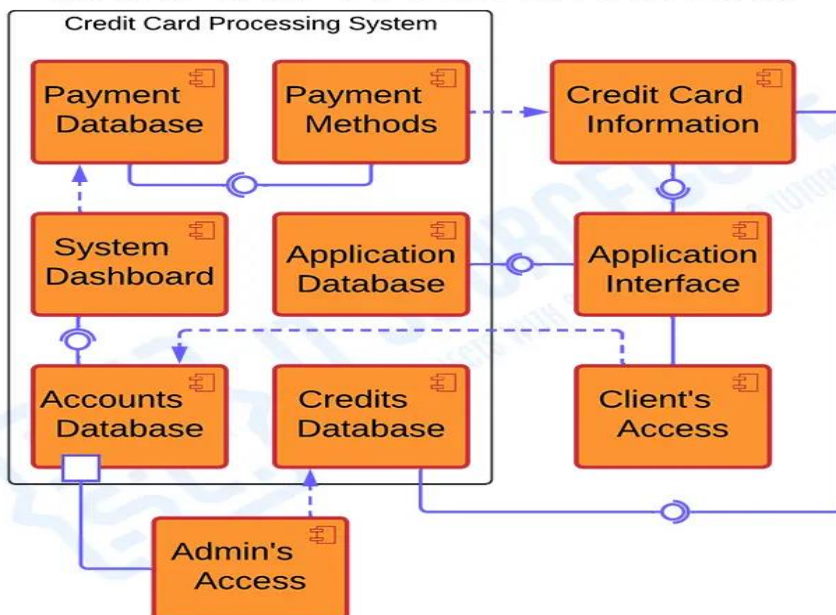 Credit Card Processing System
Payment
Database
Payment
Methods
Credit Card
Information
System
Dashboard
Application
Database
Application
Interface
Accounts
Database
Credits
Database
Client's
Access
Admin's
Access